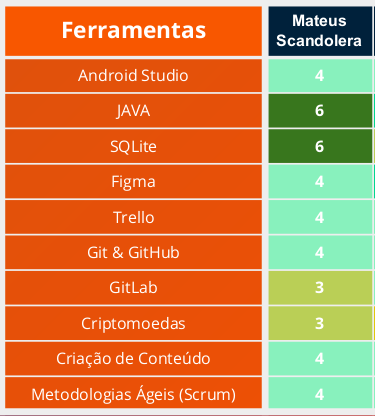 Ferramentas Mateus
Scandolera
Android Studio 4
JAVA 6
SQLite 6
Figma 4
Trello 4
Git & GitHub 4
GitLab 3
Criptomoedas 3
Criação de Conteúdo 4
Metodologias Ágeis (Scrum) 4